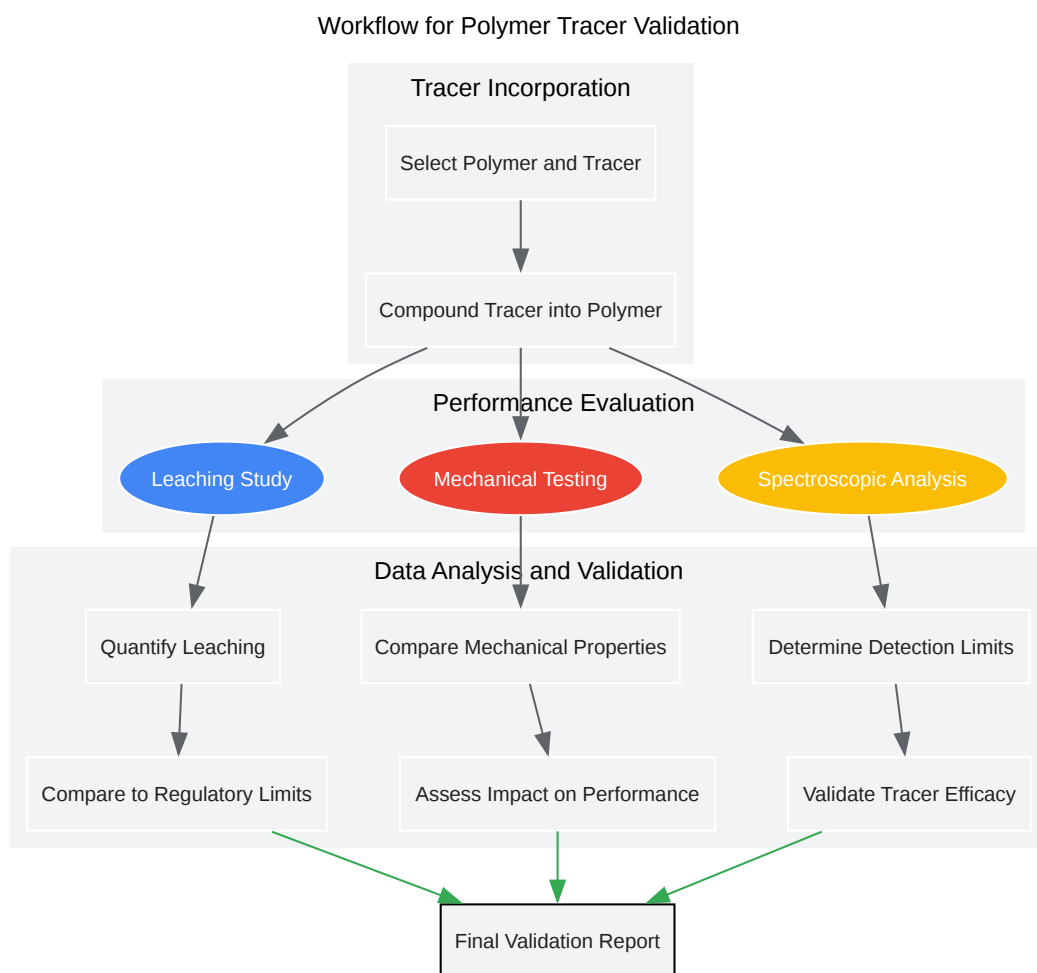 Workflow for Polymer Tracer Validation
Tracer Incorporation
Select Polymer and Tracer
Compound Tracer into Polymer
Performance Evaluation
Leaching Study
Mechanical Testing
Spectroscopic Analysis
Data Analysis and Validation
Quantify Leaching
Compare Mechanical Properties
Determine Detection Limits
Compare to Regulatory Limits
Assess Impact on Performance
Validate Tracer Efficacy
Final Validation Report